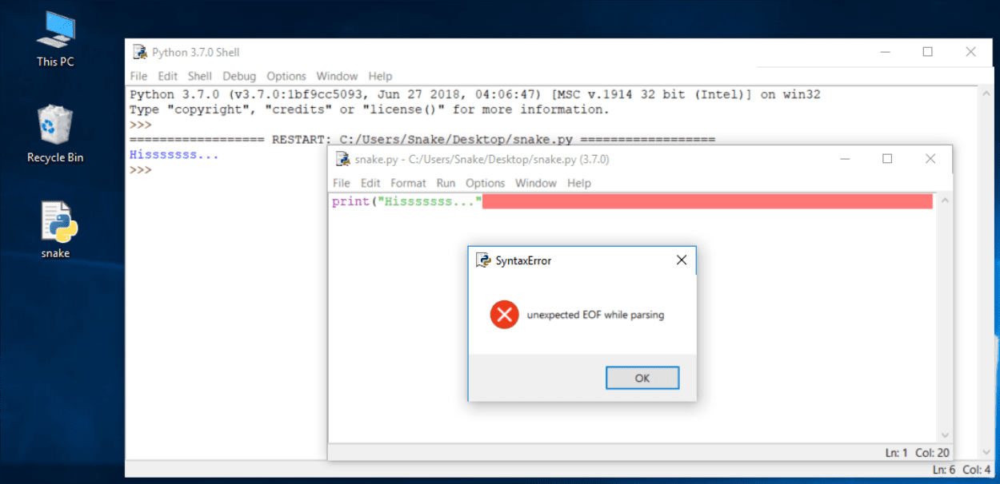 This PC
Recycle Bin
snake
Python 3.7.0 Shell
File Edit Shell Debug Options Window Help
Python 3.7.0 (v3.7.0:1bf9cc5093, Jun 27 2018, 04:06:47) [MSC v.1914 32 bit (Intel)] on win32
Type "copyright", "credits" or "license()" for more information.
>>>
================== RESTART: C:/Users/Snake/Desktop/snake.py ==================
Hisssssss...
>>>
snake.py - C:/Users/Snake/Desktop/snake.py (3.7.0)
File Edit Format Run Options Window Help
print("Hisssssss..."
SyntaxError
unexpected EOF while parsing
OK
Ln: 1 Col: 20
Ln: 6 Col: 4